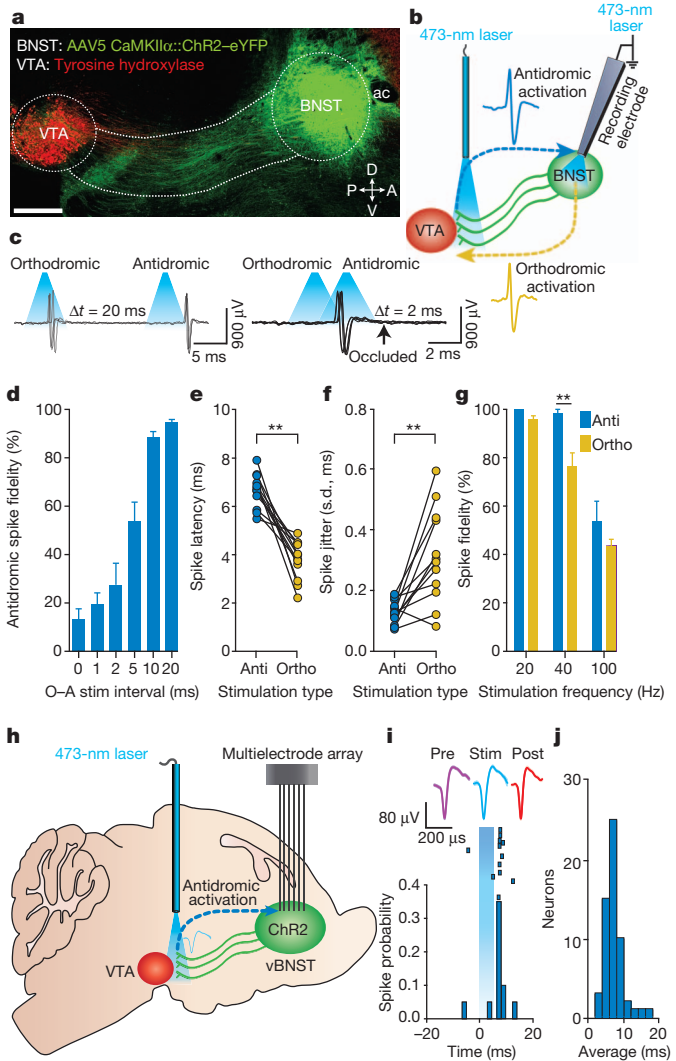 a
BNST: AAV5 CaMKIIα::ChR2–eYFP
VTA: Tyrosine hydroxylase
VTA
BNST
ac
D
P A
V
b
473-nm laser
473-nm
laser
Antidromic
activation
Recording
electrode
BNST
VTA
Orthodromic
activation
c
Orthodromic Antidromic
Δt = 20 ms
900 μV
5 ms
Orthodromic Antidromic
Δt = 2 ms
Occluded
900 μV
2 ms
d
Antidromic spike fidelity (%)
100
80
60
40
20
0
0 1 2 5 10 20
O–A stim interval (ms)
e
Spike latency (ms)
10
8
6
4
2
0
**
Anti Ortho
Stimulation type
f
Spike jitter (s.d., ms)
0.8
0.6
0.4
0.2
0.0
**
Anti Ortho
Stimulation type
g
Spike fidelity (%)
100
80
60
40
20
0
**
Anti
Ortho
20 40 100
Stimulation frequency (Hz)
h
473-nm laser
Multielectrode array
Antidromic
activation
ChR2
vBNST
VTA
i
Pre Stim Post
80 μV
200 μs
Spike probability
0.4
0.3
0.2
0.1
0.0
–20 0 20
Time (ms)
j
Neurons
30
20
10
0
0 10 20
Average (ms)